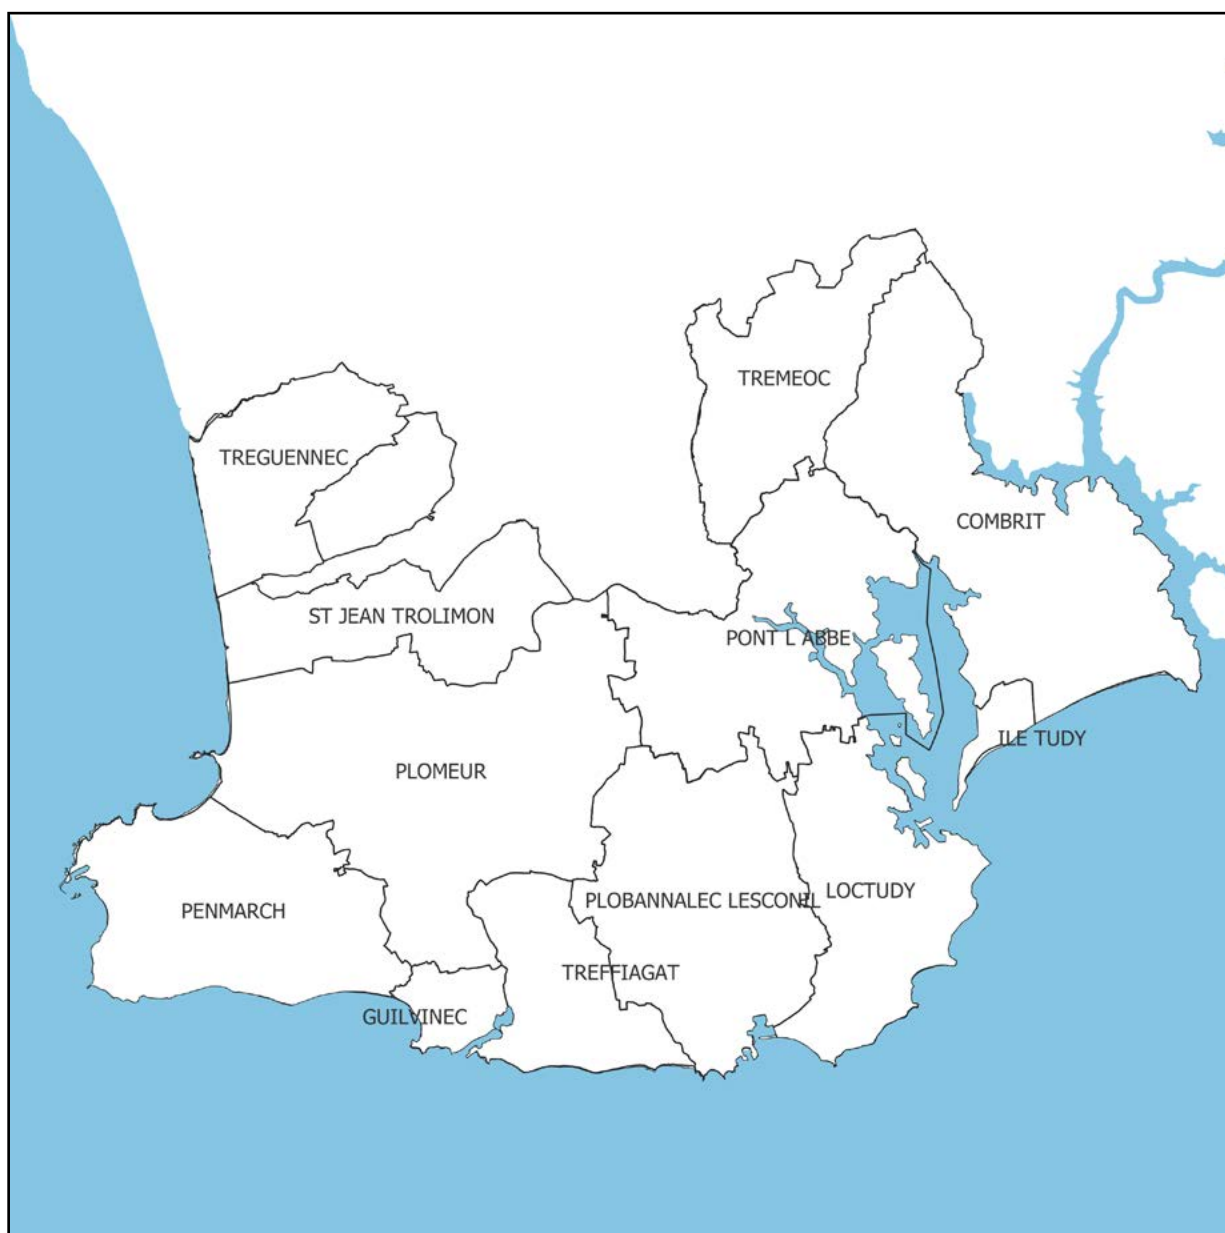 TREMEOC
TREGUENNEC
COMBRIT
ST JEAN TROLIMON
PONT L ABBE
ILE TUDY
PLOMEUR
LOCTUDY
PLOBANNALEC LESCONIL
PENMARCH
TREFFIAGAT
GUILVINEC